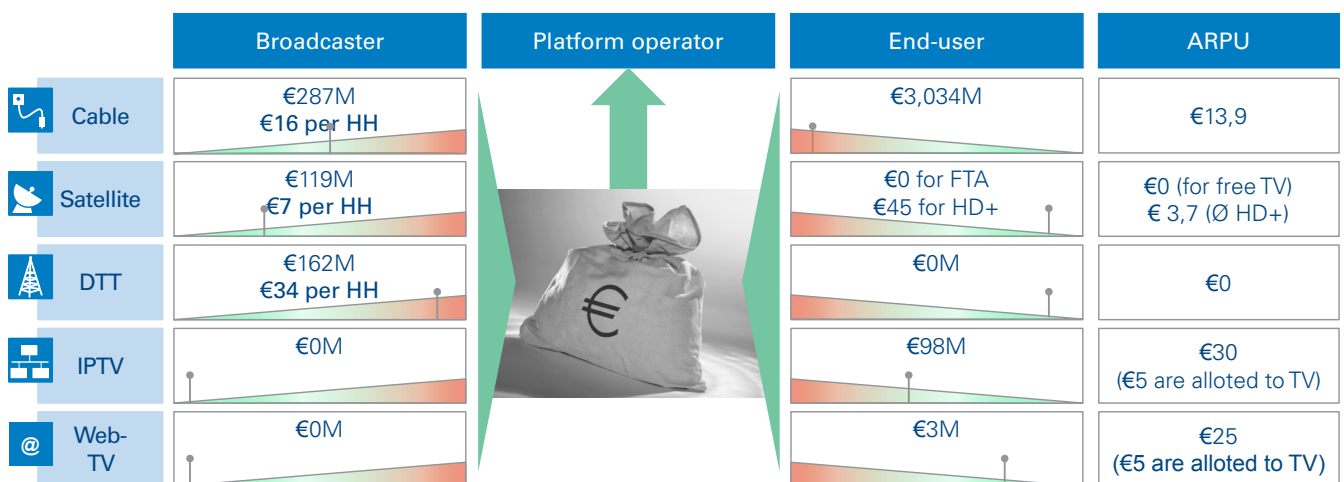 Broadcaster
Platform operator
End-user
ARPU
Cable
€287M
€16 per HH
€3,034M
€13,9
Satellite
€119M
€7 per HH
€0 for FTA
€45 for HD+
€0 (for free TV)
€ 3,7 (Ø HD+)
DTT
€162M
€34 per HH
€
€0M
€0
IPTV
€0M
€98M
€30
(€5 are alloted to TV)
@
Web-
TV
€0M
€3M
€25
(€5 are alloted to TV)